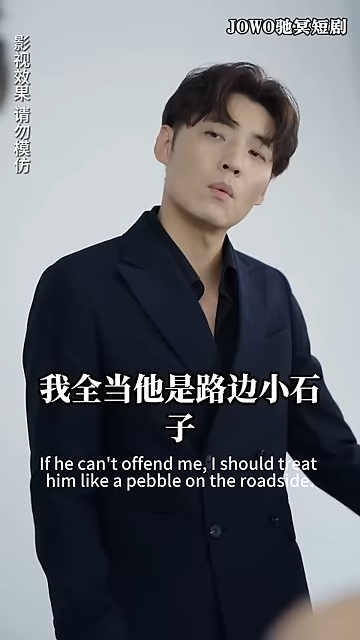 JOWO驰冥短剧
影视效果 请勿模仿
我全当他是路边小石
子
If he can't offend me, I should treat
him like a pebble on the roadside.